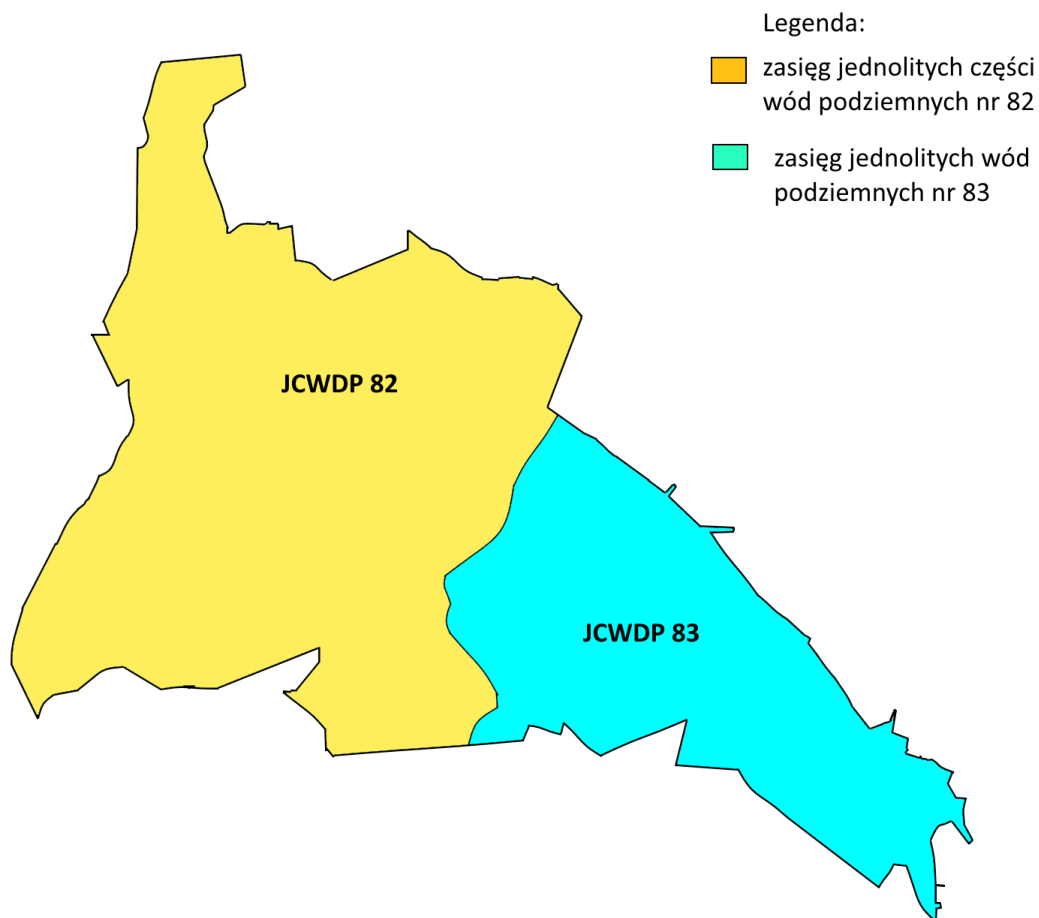 Legenda:
zasięg jednolitych części
wód podziemnych nr 82
zasięg jednolitych wód
podziemnych nr 83
JCWDP 82
JCWDP 83